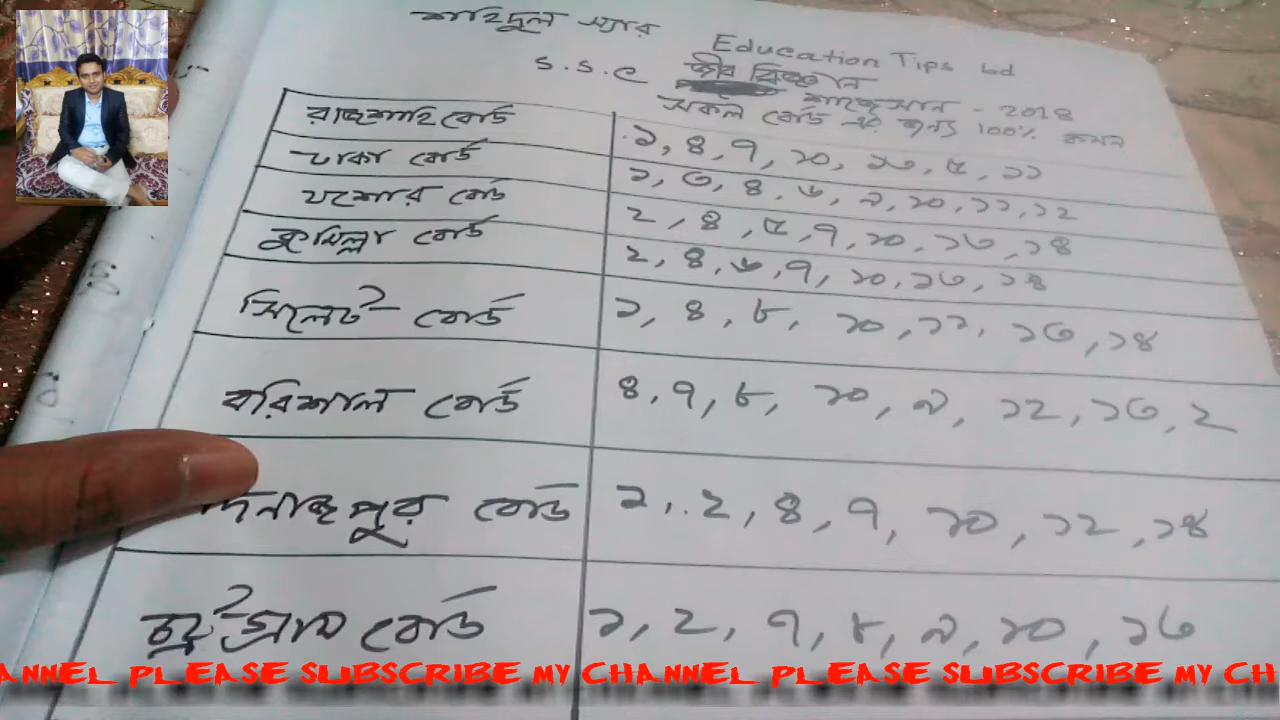 শাহিদুল স্যার
Education Tips bd
S.S.C জীব বিজ্ঞান
সাজেসান - 2018
সকল বোর্ড এর জন্য 100% কমন
রাজশাহি বোর্ড ১, ৪, ৭, ১০, ১৩, ৫, ১১
ঢাকা বোর্ড ১, ৩, ৪, ৬, ৯, ১০, ১১, ১২
যশোর বোর্ড ২, ৪, ৫, ৭, ১০, ১৩, ১৪
কুমিল্লা বোর্ড ২, ৪, ৬, ৭, ১০, ১৩, ১৪
সিলেট বোর্ড ১, ৪, ৮, ১০, ১১, ১৩, ১৪
বরিশাল বোর্ড ৪, ৭, ৮, ১০, ৯, ১২, ১৩, ২
দিনাজপুর বোর্ড ১, ২, ৪, ৭, ১০, ১২, ১৪
চট্টগ্রাম বোর্ড ১, ২, ৭, ৮, ৯, ১০, ১৩
ANNEL PLEASE SUBSCRIBE MY CHANNEL PLEASE SUBSCRIBE MY CH